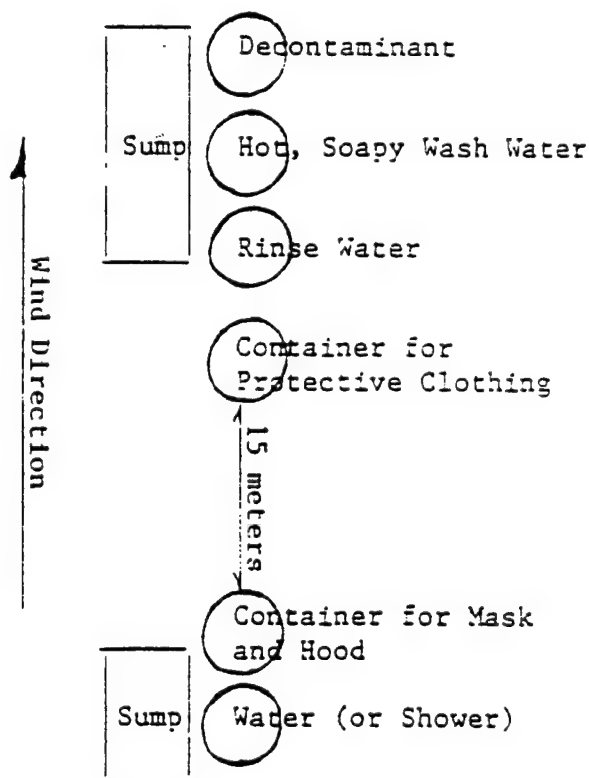 Decontaminant
Sump
Hot, Soapy Wash Water
Rinse Water
Wind Direction
Container for
Protective Clothing
15 meters
Container for Mask
and Hood
Sump
Water (or Shower)